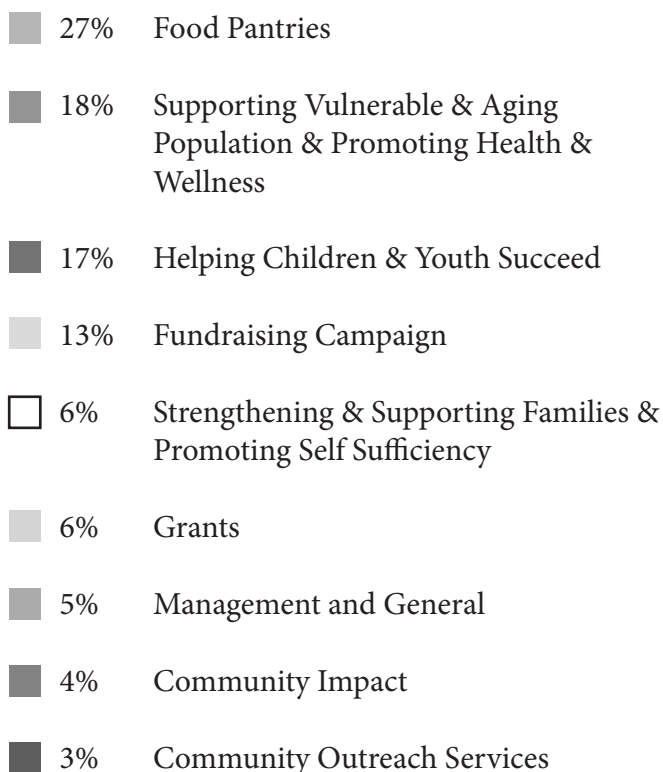 27% Food Pantries
18% Supporting Vulnerable & Aging
Population & Promoting Health &
Wellness
17% Helping Children & Youth Succeed
13% Fundraising Campaign
6% Strengthening & Supporting Families &
Promoting Self Sufficiency
6% Grants
5% Management and General
4% Community Impact
3% Community Outreach Services